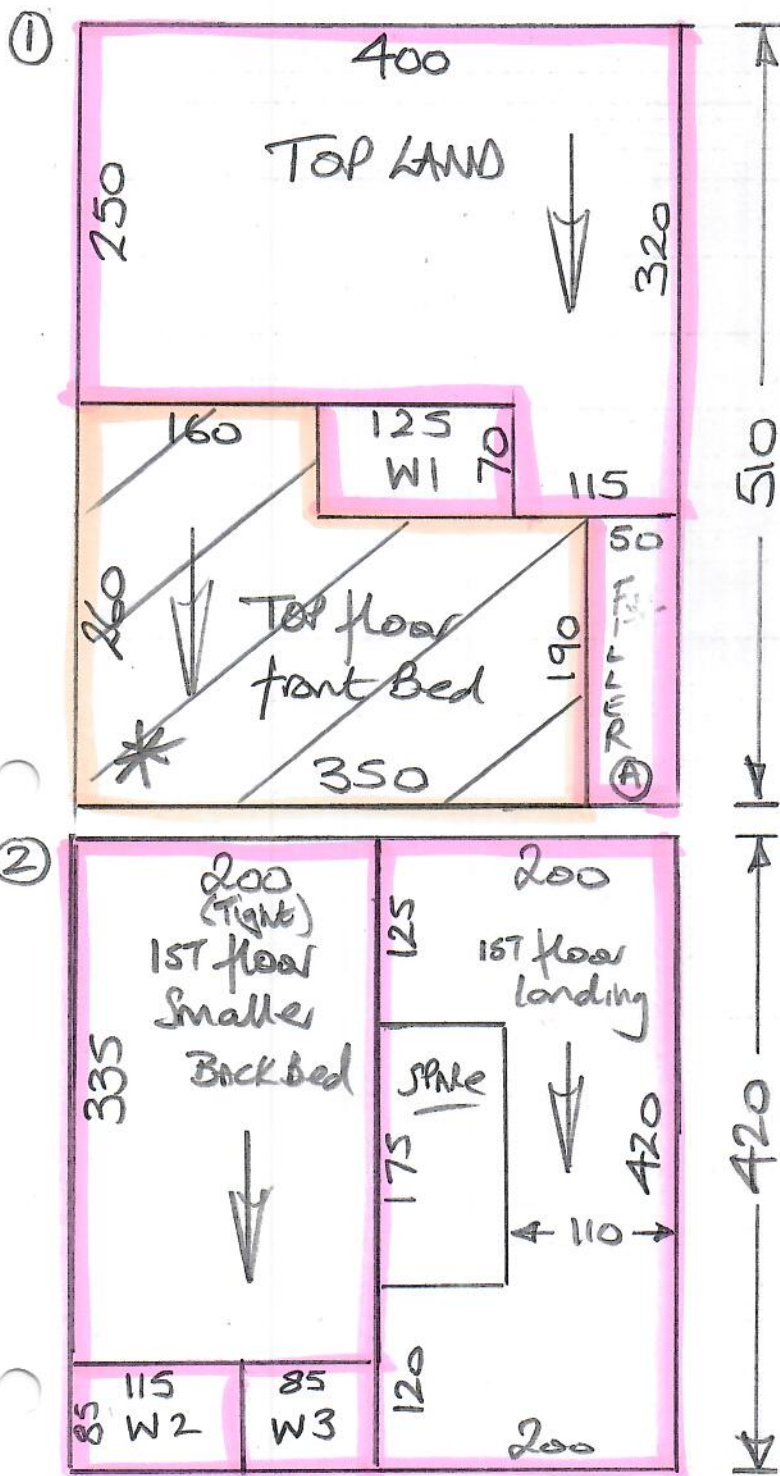 ①
400
TOP LAND
250
320
510
160
125
W1
70
115
50
FILLER
Ⓐ
260
TOP floor
front Bed
190
*
350
②
200
(Tight)
1ST floor
Smaller
BACK Bed
335
200
125
1ST floor
landing
SPARE
175
420
420
110
115
85
W2
85
W3
120
200